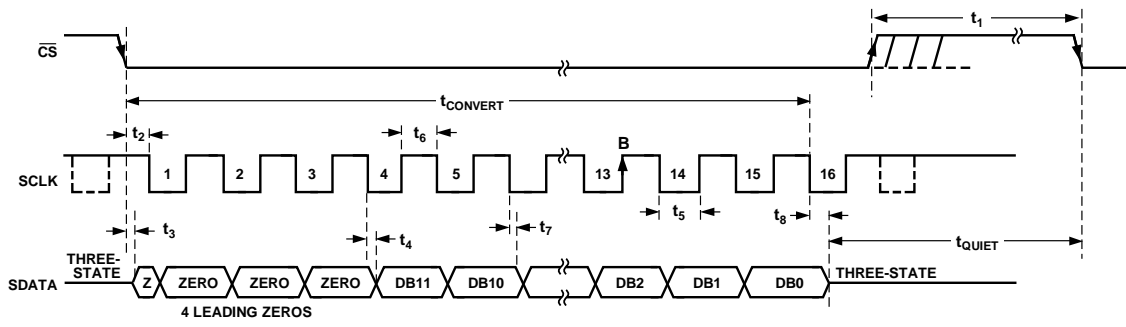 t1
CS
tCONVERT
t2
t6
B
SCLK
1
2
3
4
5
13
14
15
16
t3
t4
t7
t5
t8
tQUIET
THREE-
STATE
SDATA
Z
ZERO
ZERO
ZERO
DB11
DB10
DB2
DB1
DB0
THREE-STATE
4 LEADING ZEROS